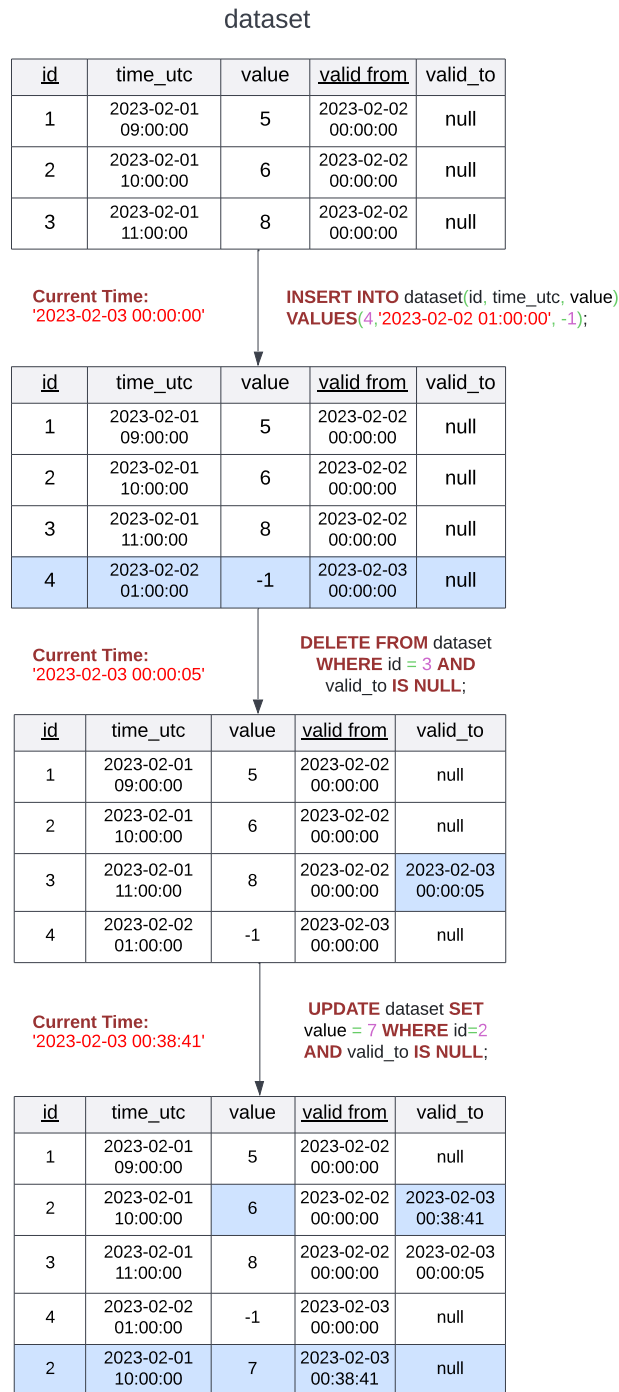 dataset
id time_utc value valid from valid_to
1 2023-02-01 09:00:00 5 2023-02-02 00:00:00 null
2 2023-02-01 10:00:00 6 2023-02-02 00:00:00 null
3 2023-02-01 11:00:00 8 2023-02-02 00:00:00 null
Current Time:
'2023-02-03 00:00:00'
INSERT INTO dataset(id, time_utc, value)
VALUES(4,'2023-02-02 01:00:00', -1);
id time_utc value valid from valid_to
1 2023-02-01 09:00:00 5 2023-02-02 00:00:00 null
2 2023-02-01 10:00:00 6 2023-02-02 00:00:00 null
3 2023-02-01 11:00:00 8 2023-02-02 00:00:00 null
4 2023-02-02 01:00:00 -1 2023-02-03 00:00:00 null
Current Time:
'2023-02-03 00:00:05'
DELETE FROM dataset
WHERE id = 3 AND
valid_to IS NULL;
id time_utc value valid from valid_to
1 2023-02-01 09:00:00 5 2023-02-02 00:00:00 null
2 2023-02-01 10:00:00 6 2023-02-02 00:00:00 null
3 2023-02-01 11:00:00 8 2023-02-02 00:00:00 2023-02-03 00:00:05
4 2023-02-02 01:00:00 -1 2023-02-03 00:00:00 null
Current Time:
'2023-02-03 00:38:41'
UPDATE dataset SET
value = 7 WHERE id=2
AND valid_to IS NULL;
id time_utc value valid from valid_to
1 2023-02-01 09:00:00 5 2023-02-02 00:00:00 null
2 2023-02-01 10:00:00 6 2023-02-02 00:00:00 2023-02-03 00:38:41
3 2023-02-01 11:00:00 8 2023-02-02 00:00:00 2023-02-03 00:00:05
4 2023-02-02 01:00:00 -1 2023-02-03 00:00:00 null
2 2023-02-01 10:00:00 7 2023-02-03 00:38:41 null